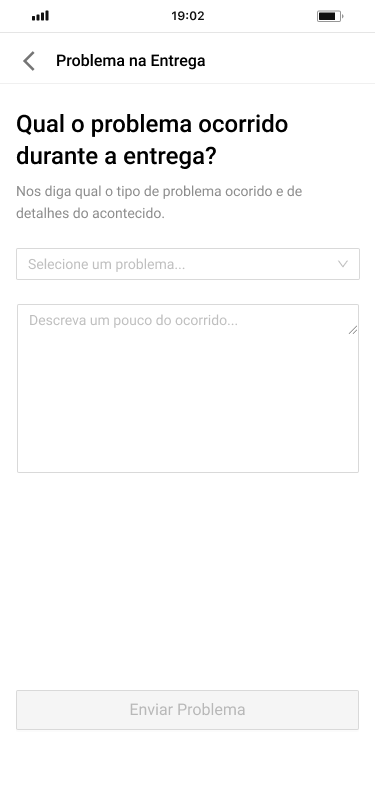 19:02
Problema na Entrega
Qual o problema ocorrido
durante a entrega?
Nos diga qual o tipo de problema ocorido e de
detalhes do acontecido.
Selecione um problema...
Descreva um pouco do ocorrido...
Enviar Problema